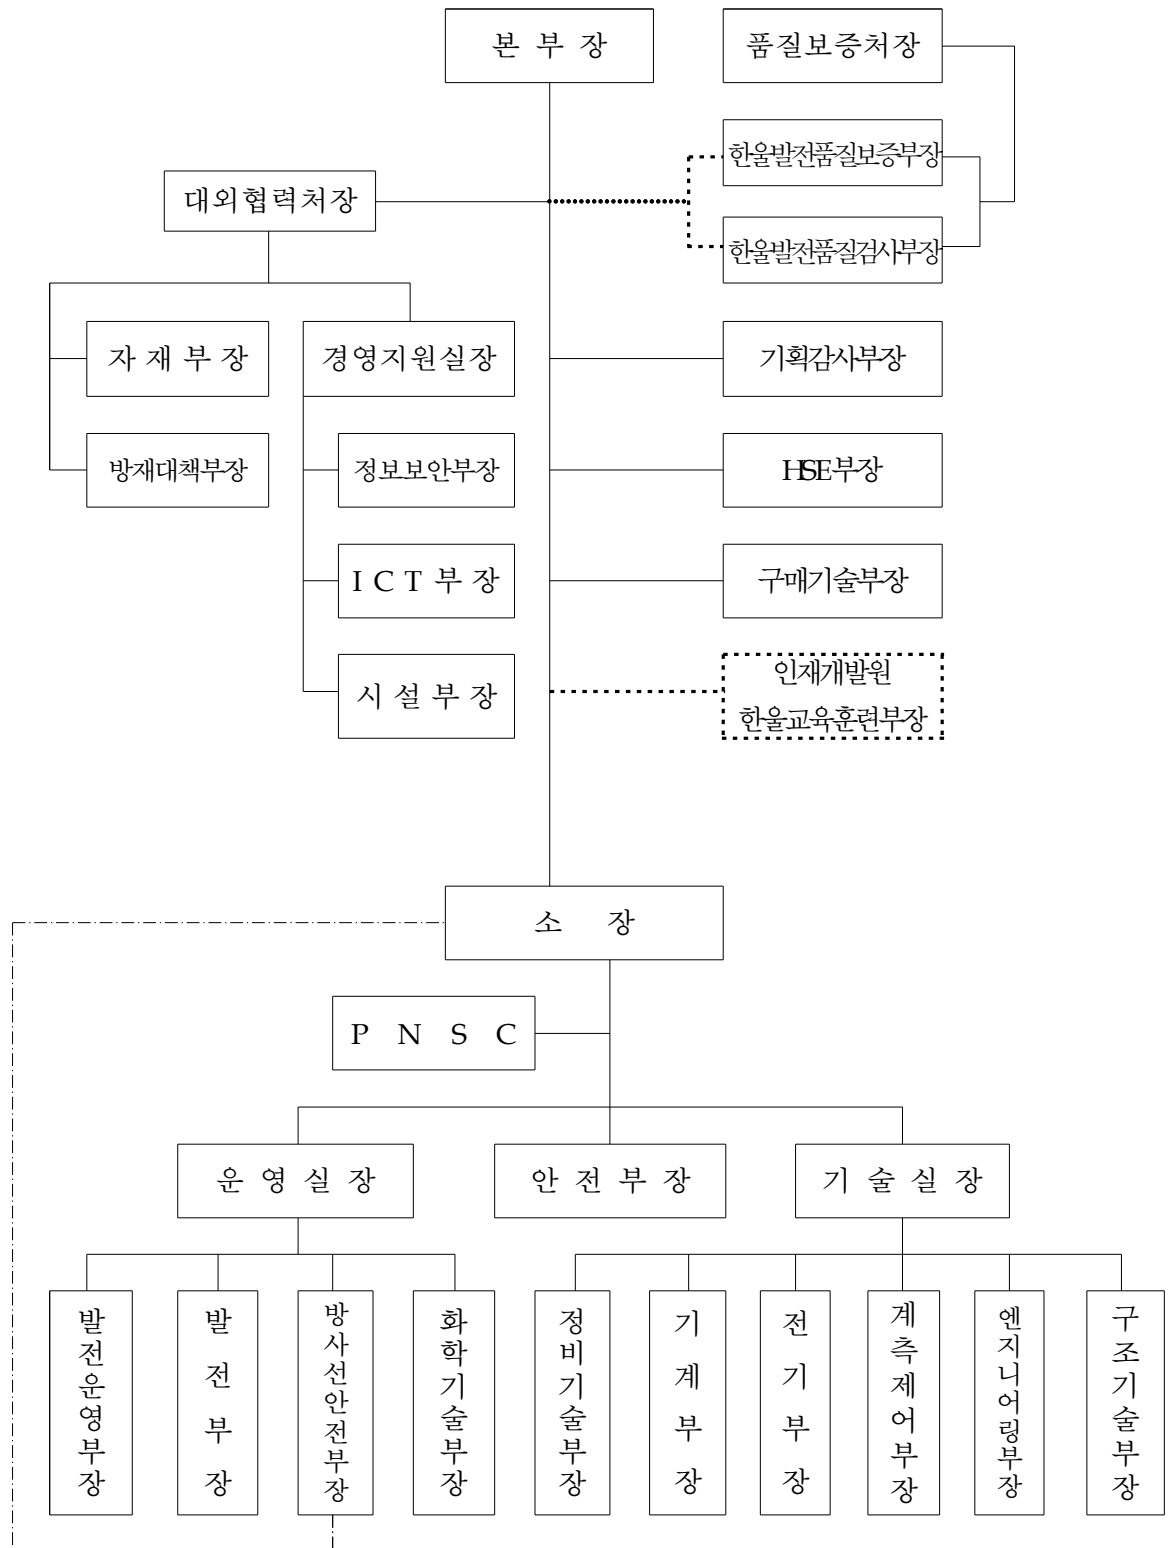 본 부 장
품질보증처장
한울발전품질보증부장
대외협력처장
한울발전품질검사부장
자 재 부 장
경영지원실장
기획감사부장
방재대책부장
정보보안부장
HSE부장
I C T 부 장
구매기술부장
시 설 부 장
인재개발원
한울교육훈련부장
소 장
P N S C
운 영 실 장
안 전 부 장
기 술 실 장
발전운영부장
발전부장
방사선안전부장
화학기술부장
정비기술부장
기계부장
전기부장
계측제어부장
엔지니어링부장
구조기술부장